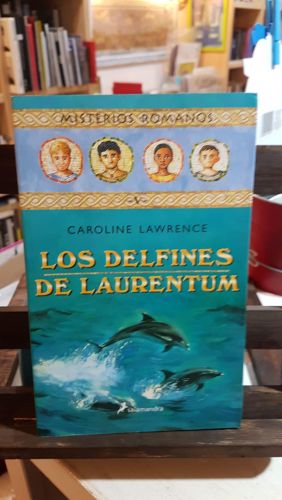 MISTERIOS ROMANOS
-V-
CAROLINE LAWRENCE
LOS DELFINES
DE LAURENTUM
salamandra